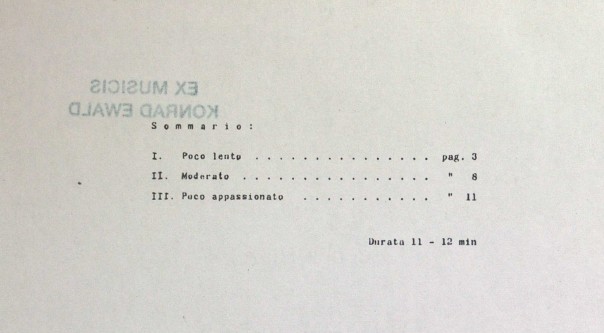 EX MUSICIS
KONRAD EWALD
Sommario:
I. Poco lento . . . . . . . . . . . . . . . pag. 3
II. Moderato . . . . . . . . . . . . . . . " 8
III. Poco appassionato . . . . . . . . . . . " 11
Durata 11 - 12 min